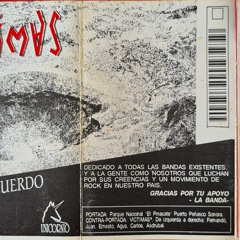 IMAS
DEDICADO A TODAS LAS BANDAS EXISTENTES,
Y A LA GENTE COMO NOSOTROS QUE LUCHAN
POR SUS CREENCIAS Y UN MOVIMIENTO DE
ROCK EN NUESTRO PAIS.
GRACIAS POR TU APOYO
- LA BANDA-
UERDO
UNICORNIO
PORTADA: Parque Nacional "El Pinacate" Puerto Peñasco Sonora
CONTRA PORTADA: VICTIMAS*. De izquierda a derecha: Fernando,
Juan, Ernesto, Agus, Carlos, Asdrubal.